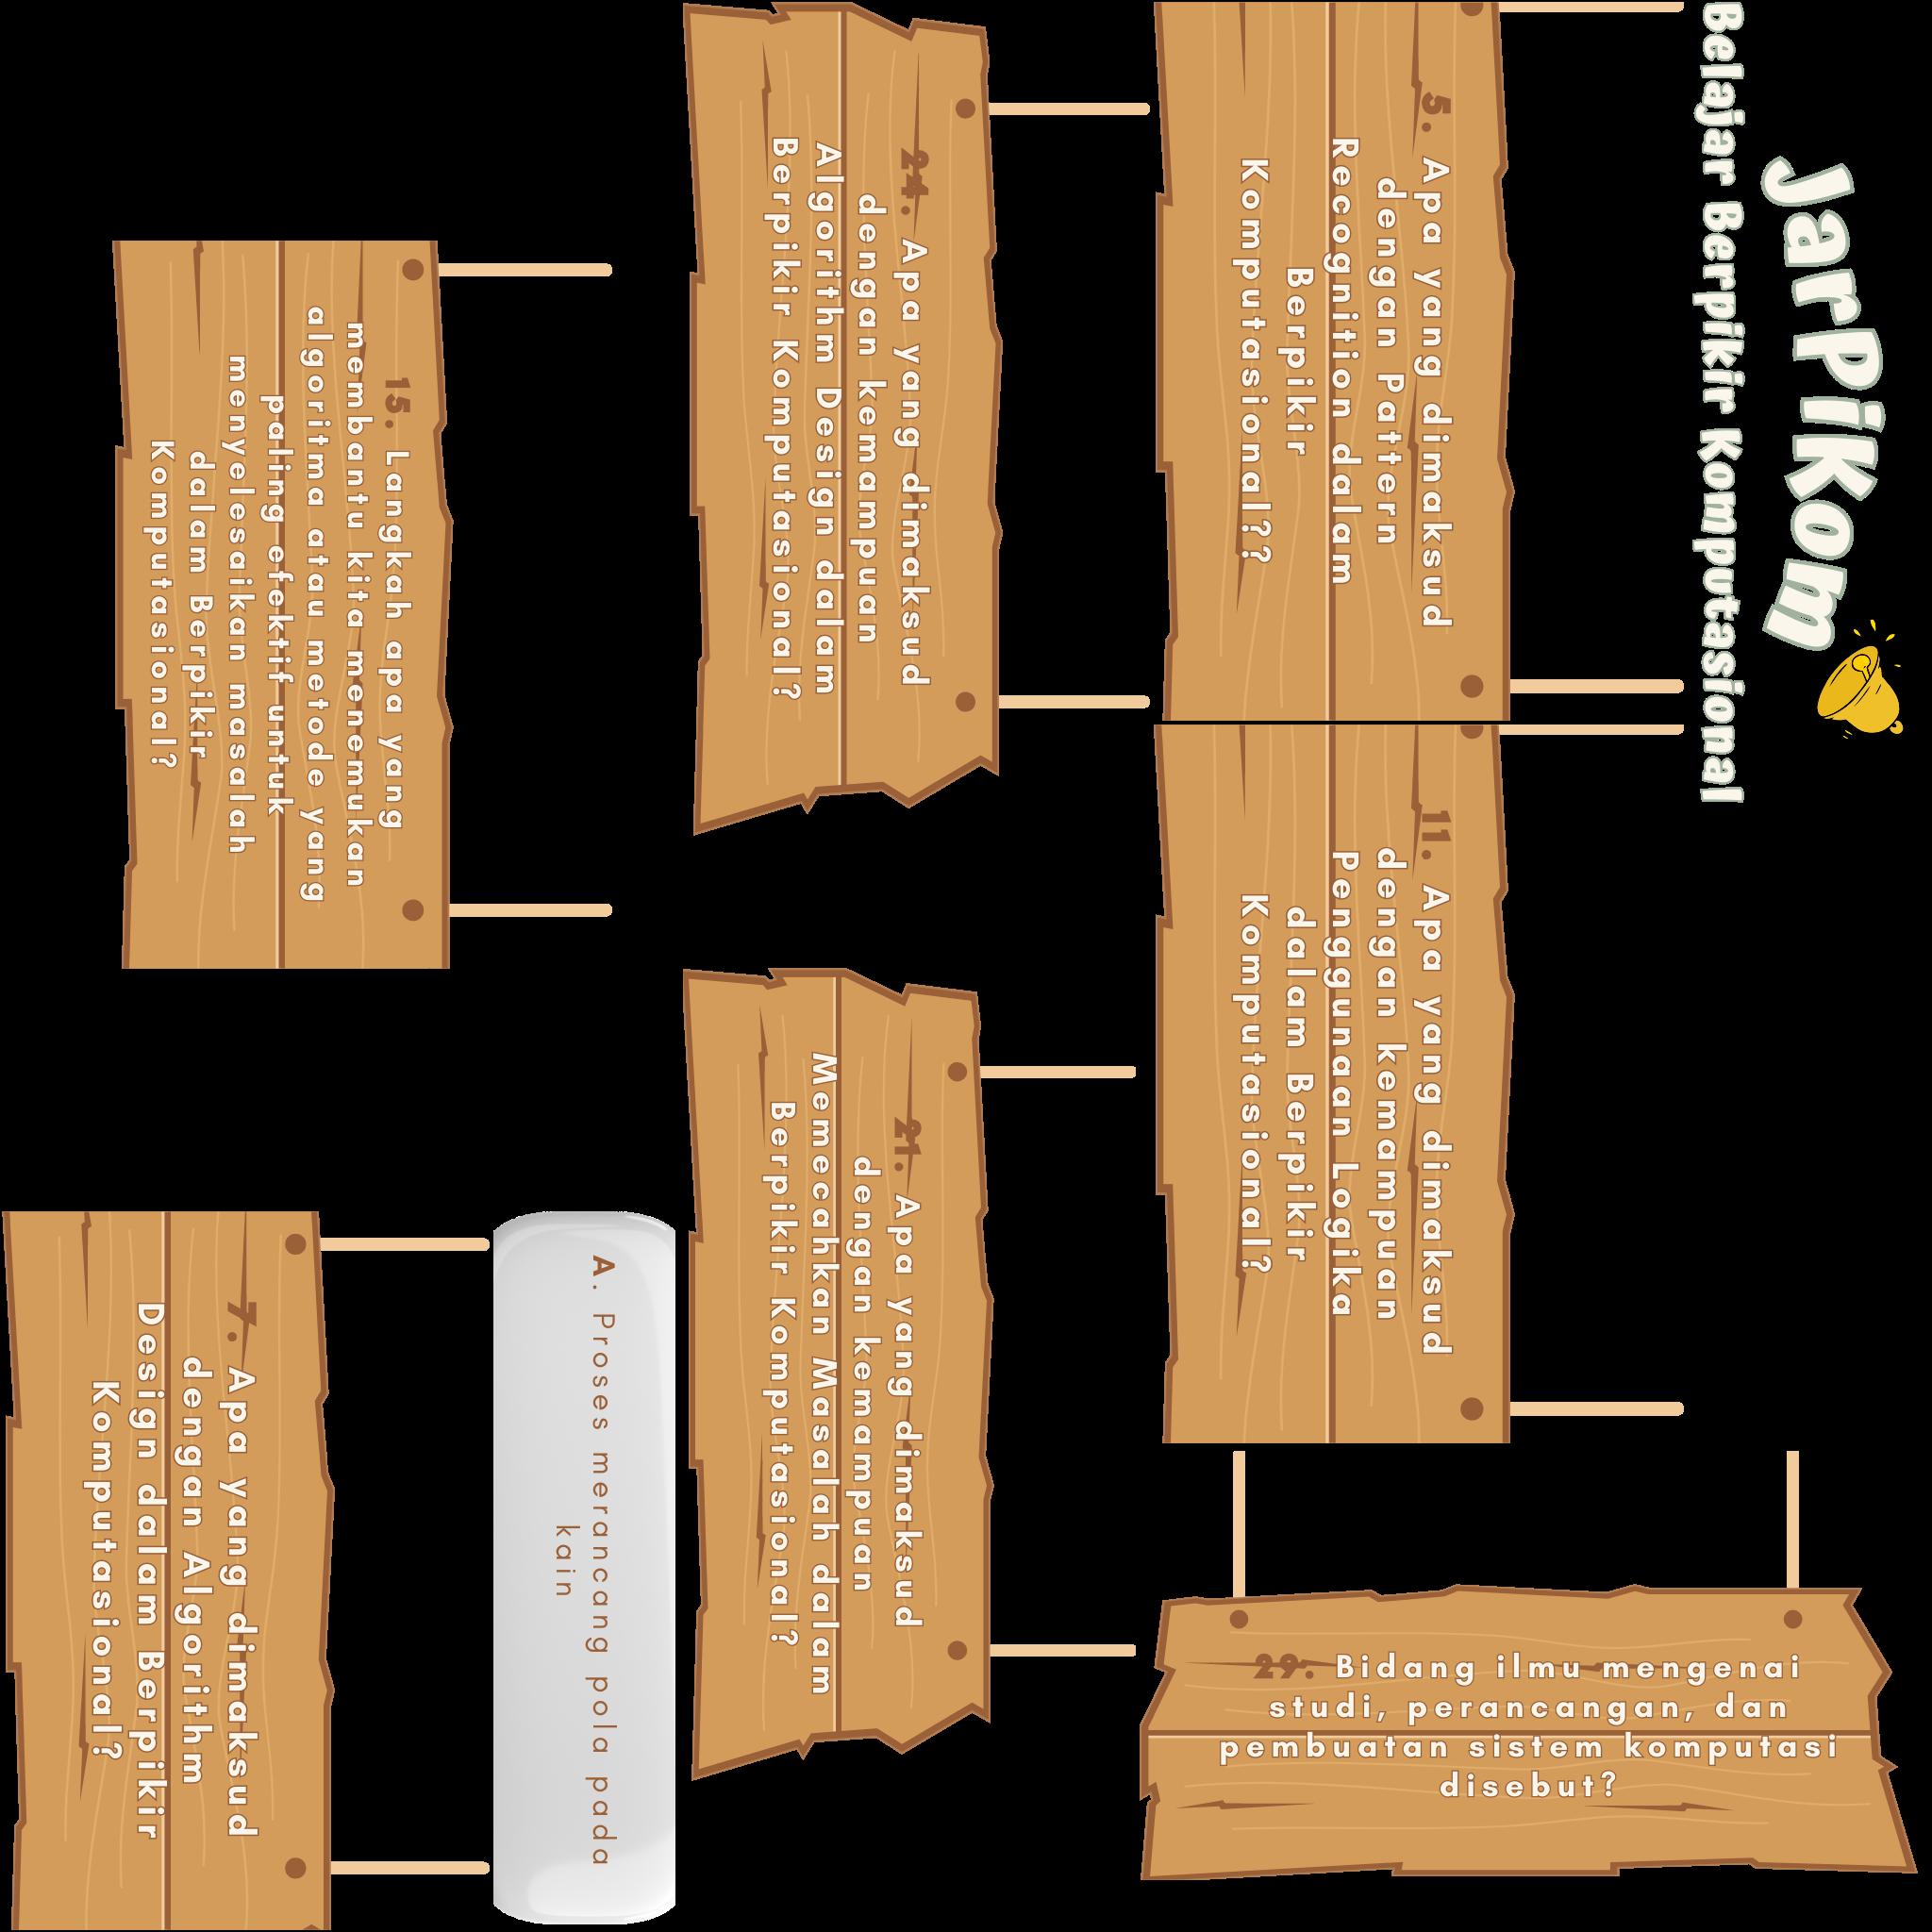 JarPiKom
Belajar Berpikir Komputasional
5. Apa yang dimaksud
dengan Pattern
Recognition dalam
Berpikir
Komputasional??
24. Apa yang dimaksud
dengan kemampuan
Algorithm Design dalam
Berpikir Komputasional?
15. Langkah apa yang
membantu kita menemukan
algoritma atau metode yang
paling efektif untuk
menyelesaikan masalah
dalam Berpikir
Komputasional?
11. Apa yang dimaksud
dengan kemampuan
Penggunaan Logika
dalam Berpikir
Komputasional?
21. Apa yang dimaksud
dengan kemampuan
Memecahkan Masalah dalam
Berpikir Komputasional?
A. Proses merancang pola pada
kain
7. Apa yang dimaksud
dengan Algorithm
Design dalam Berpikir
Komputasional?
29. Bidang ilmu mengenai
studi, perancangan, dan
pembuatan sistem komputasi
disebut?